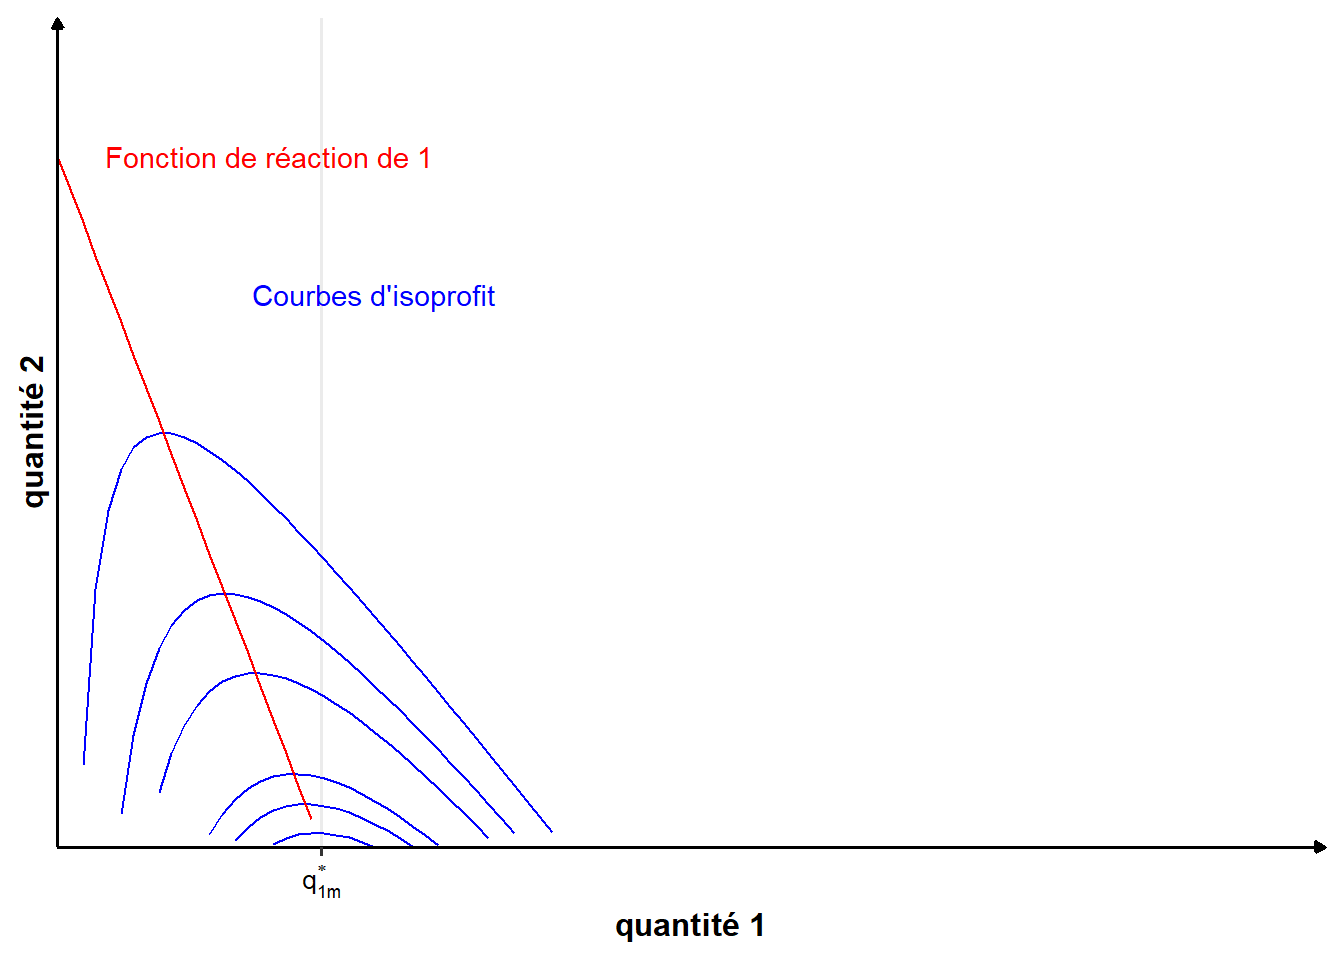 Fonction de réaction de 1
Courbes d'isoprofit
quantité 2
q*1m
quantité 1